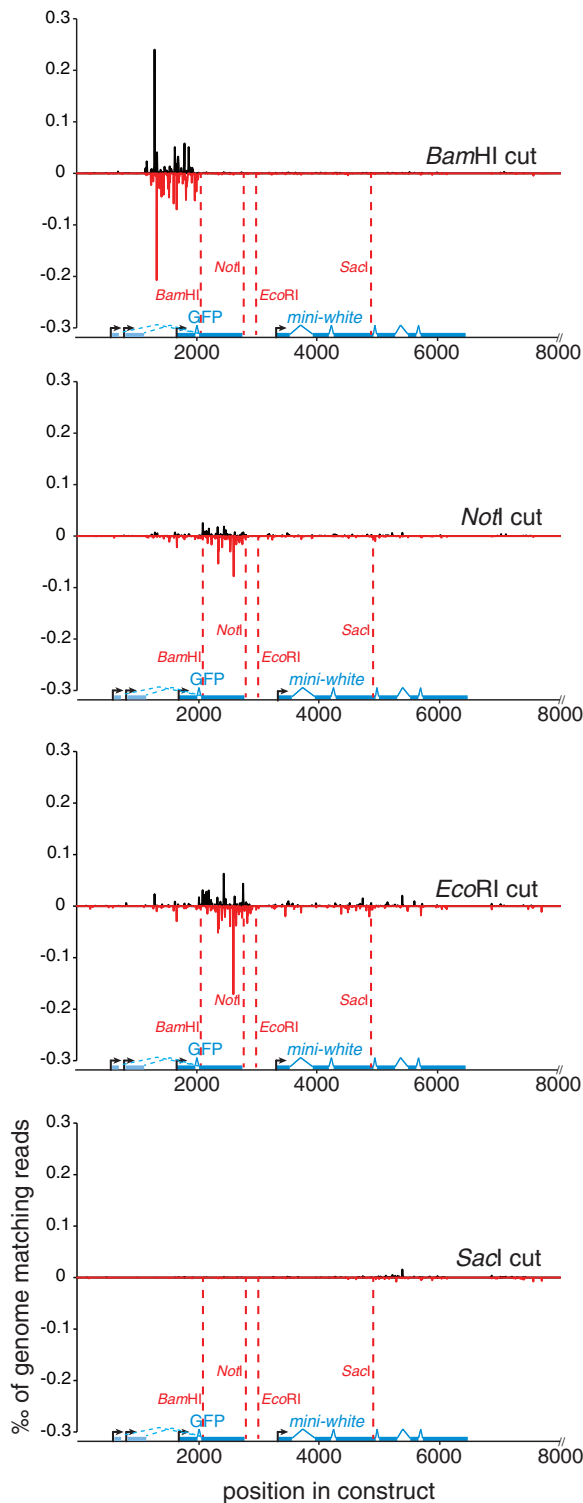 0.3
0.2
0.1
BamHI cut
0
-0.1
-0.2
NotI
SacI
BamHI
EcoRI
GFP
mini-white
-0.3
2000
4000
6000
8000
0.3
0.2
0.1
NotI cut
0
-0.1
-0.2
NotI
SacI
BamHI
EcoRI
GFP
mini-white
-0.3
2000
4000
6000
8000
0.3
0.2
0.1
EcoRI cut
0
-0.1
-0.2
NotI
SacI
BamHI
EcoRI
GFP
mini-white
-0.3
2000
4000
6000
8000
‰ of genome matching reads
0.3
0.2
0.1
SacI cut
0
-0.1
-0.2
NotI
SacI
BamHI
EcoRI
GFP
mini-white
-0.3
2000
4000
6000
8000
position in construct